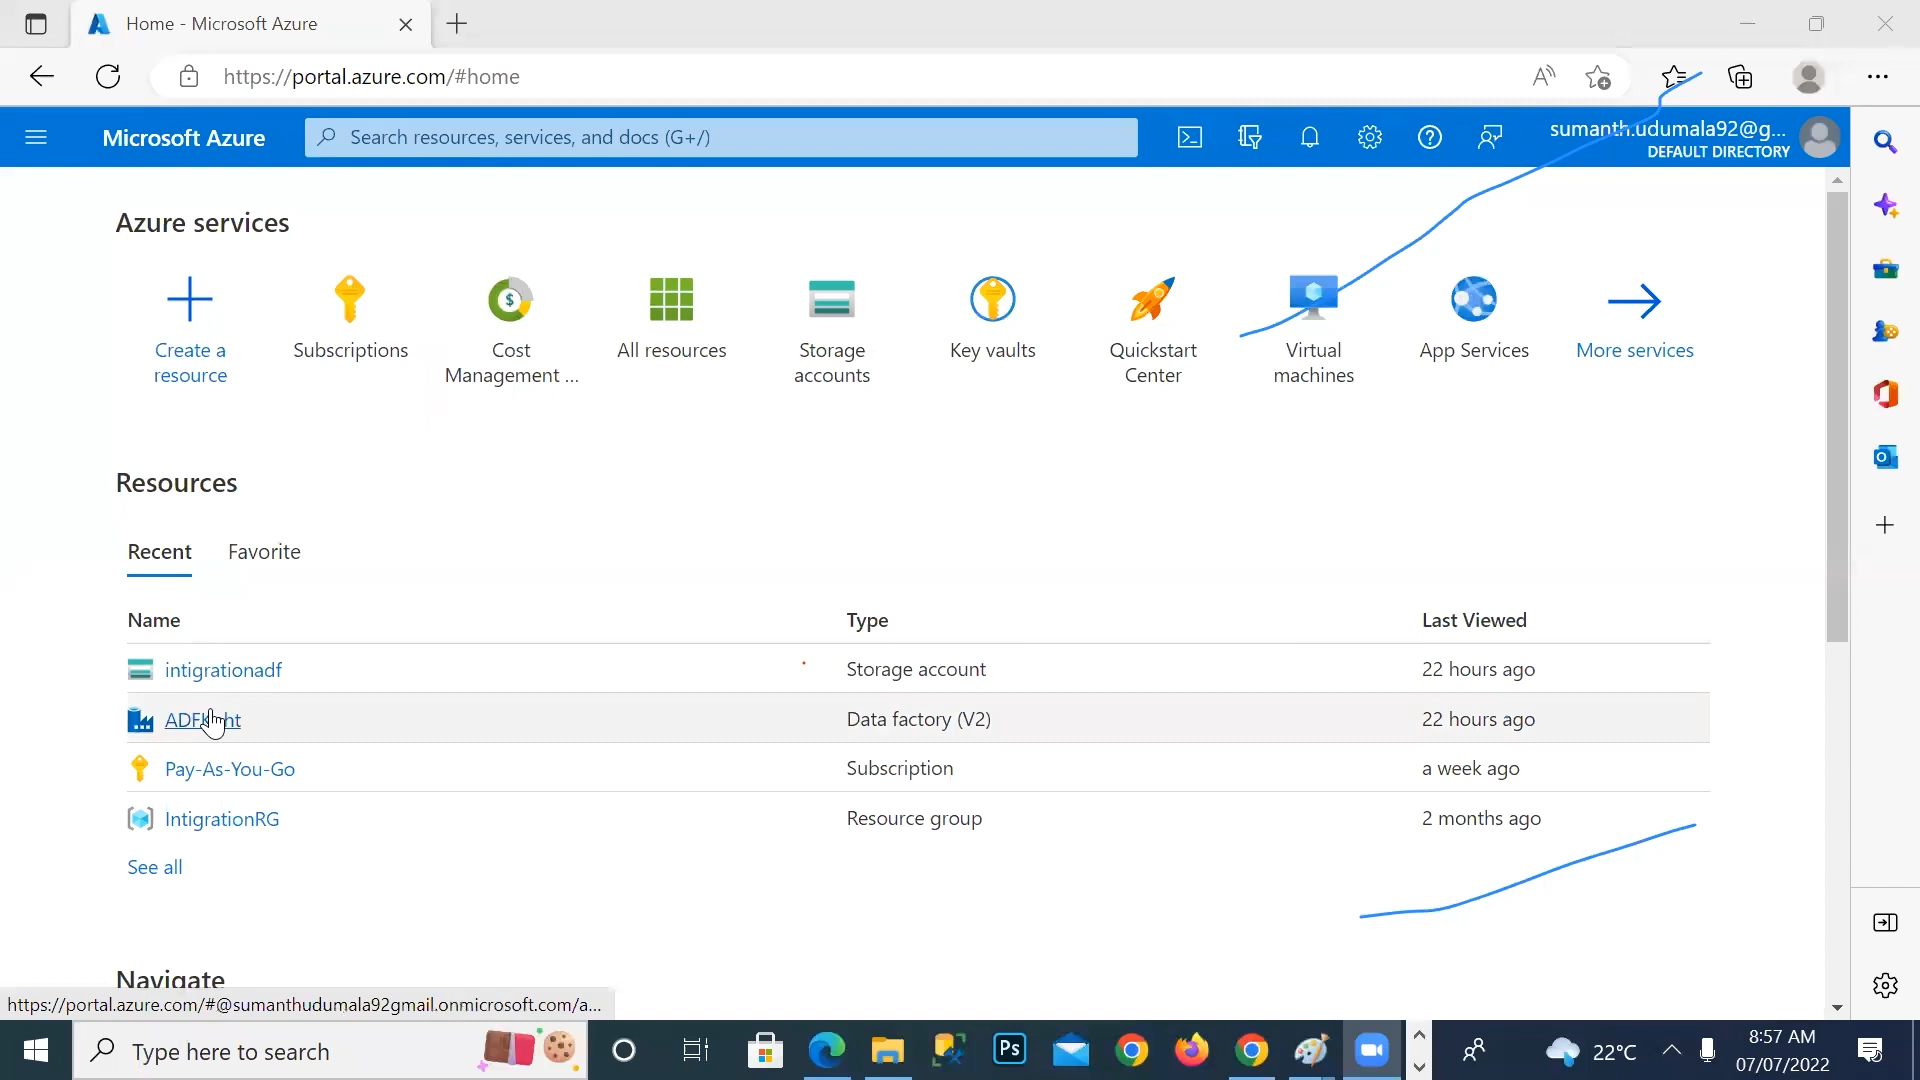 Home - Microsoft Azure
https://portal.azure.com/#home
Microsoft Azure
Search resources, services, and docs (G+/)
sumanth.udumala92@g...
DEFAULT DIRECTORY
Azure services
Create a resource
Subscriptions
Cost Management ...
All resources
Storage accounts
Key vaults
Quickstart Center
Virtual machines
App Services
More services
Resources
Recent
Favorite
Name Type Last Viewed
intigrationadf Storage account 22 hours ago
Data factory (V2) 22 hours ago
Pay-As-You-Go Subscription a week ago
IntigrationRG Resource group 2 months ago
See all
Navigate
https://portal.azure.com/#@sumanthudumala92gmail.onmicrosoft.com/a...
Type here to search
Ps
22°C
8:57 AM
07/07/2022